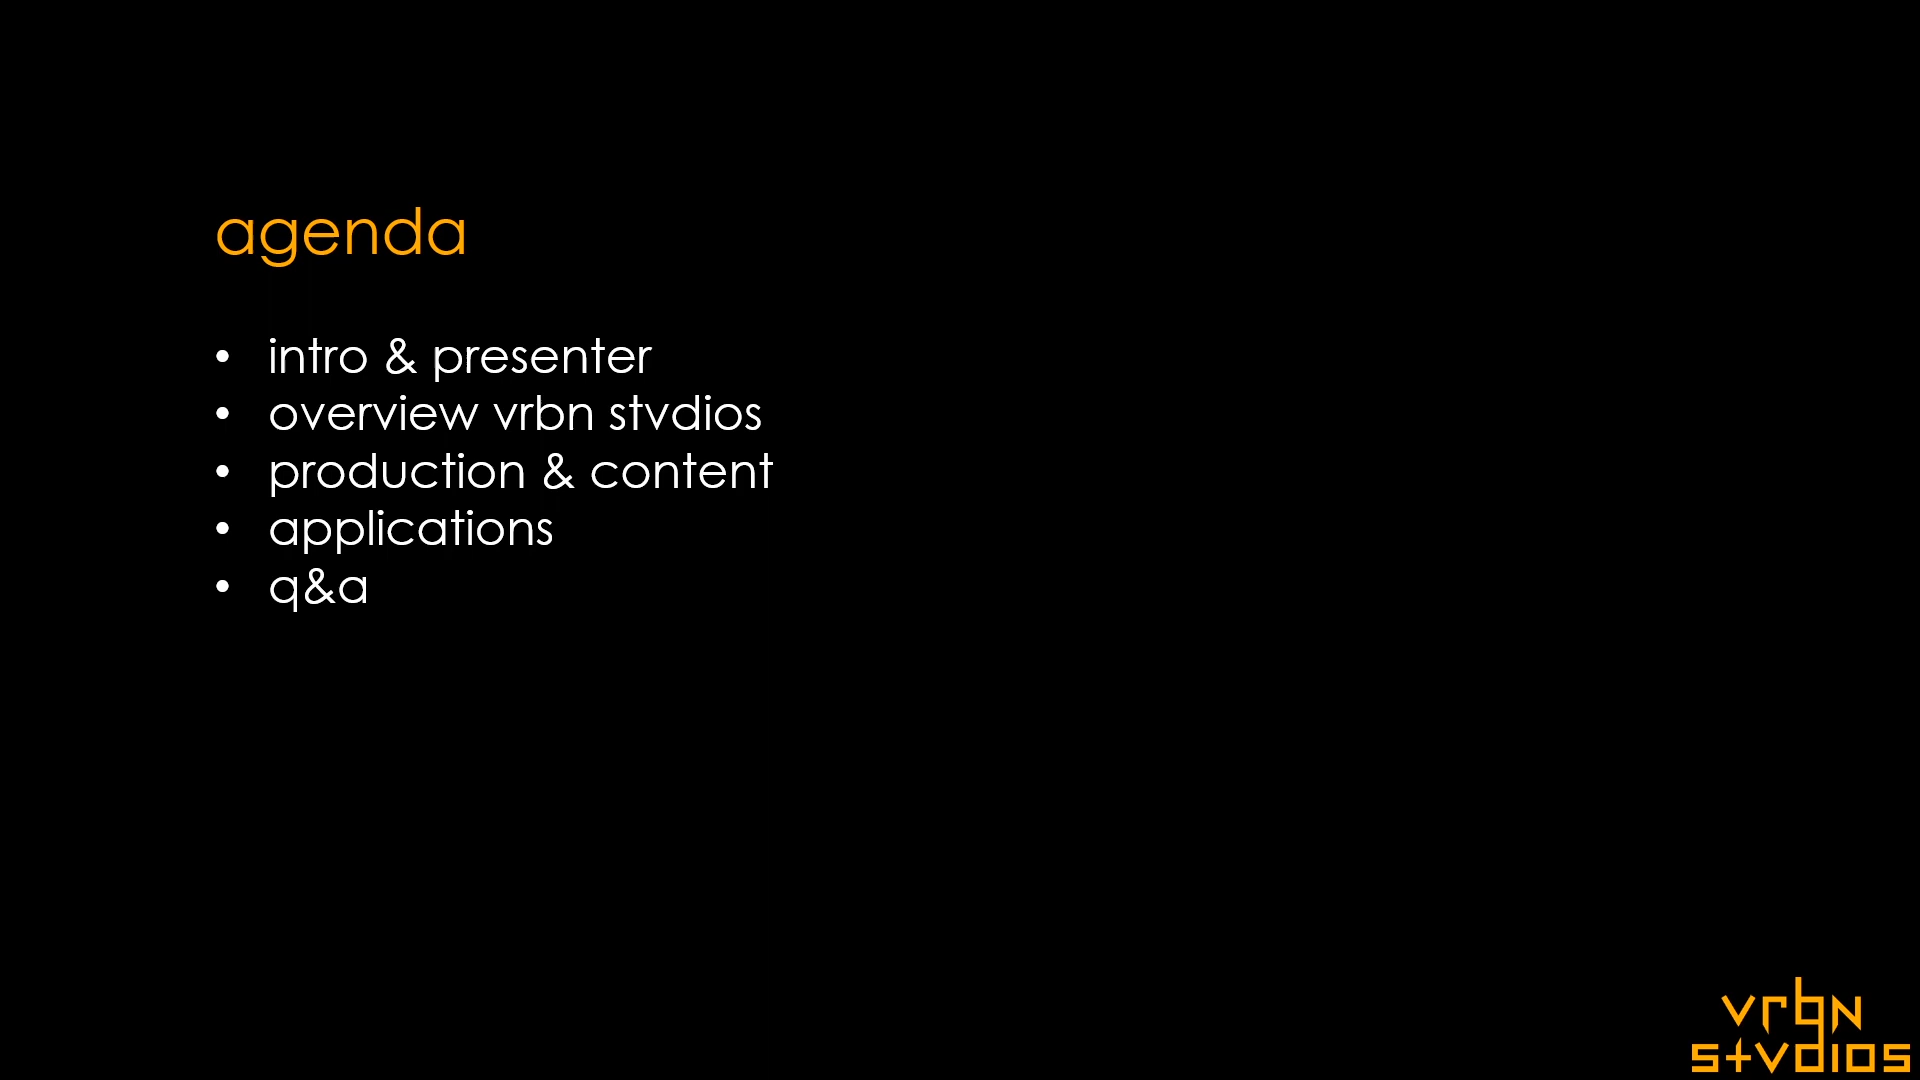 agenda
• intro & presenter
• overview vrbn stvdios
• production & content
• applications
• q&a
vrbn
stvdios